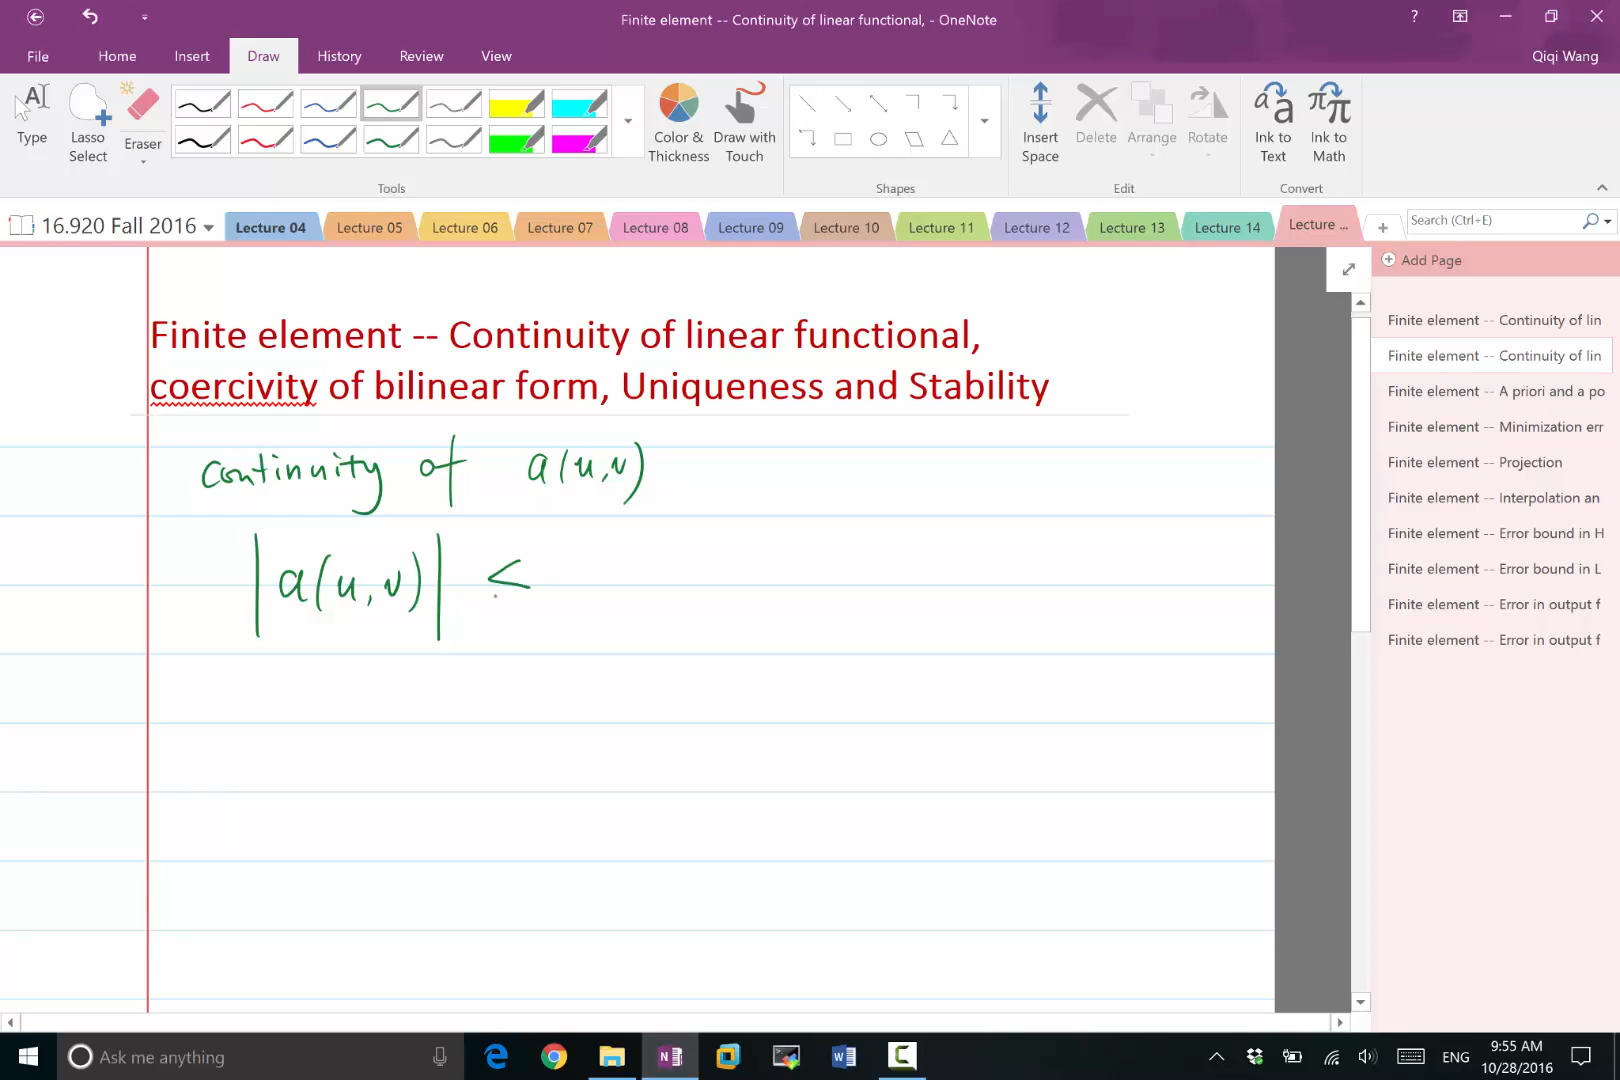 Finite element -- Continuity of linear functional, - OneNote
?
File Home Insert Draw History Review View
Qiqi Wang
Type
Lasso Select
Eraser
Color & Thickness
Draw with Touch
Insert Space
Delete
Arrange
Rotate
Ink to Text
Ink to Math
Tools
Shapes
Edit
Convert
16.920 Fall 2016
Lecture 04 Lecture 05 Lecture 06 Lecture 07 Lecture 08 Lecture 09 Lecture 10 Lecture 11 Lecture 12 Lecture 13 Lecture 14 Lecture ...
Search (Ctrl+E)
Add Page
Finite element -- Continuity of lin
Finite element -- Continuity of lin
Finite element -- A priori and a po
Finite element -- Minimization err
Finite element -- Projection
Finite element -- Interpolation an
Finite element -- Error bound in H
Finite element -- Error bound in L
Finite element -- Error in output f
Finite element -- Error in output f
Finite element -- Continuity of linear functional,
coercivity of bilinear form, Uniqueness and Stability
continuity of a(u,v)
|a(u,v)| <
Ask me anything
ENG
9:55 AM
10/28/2016